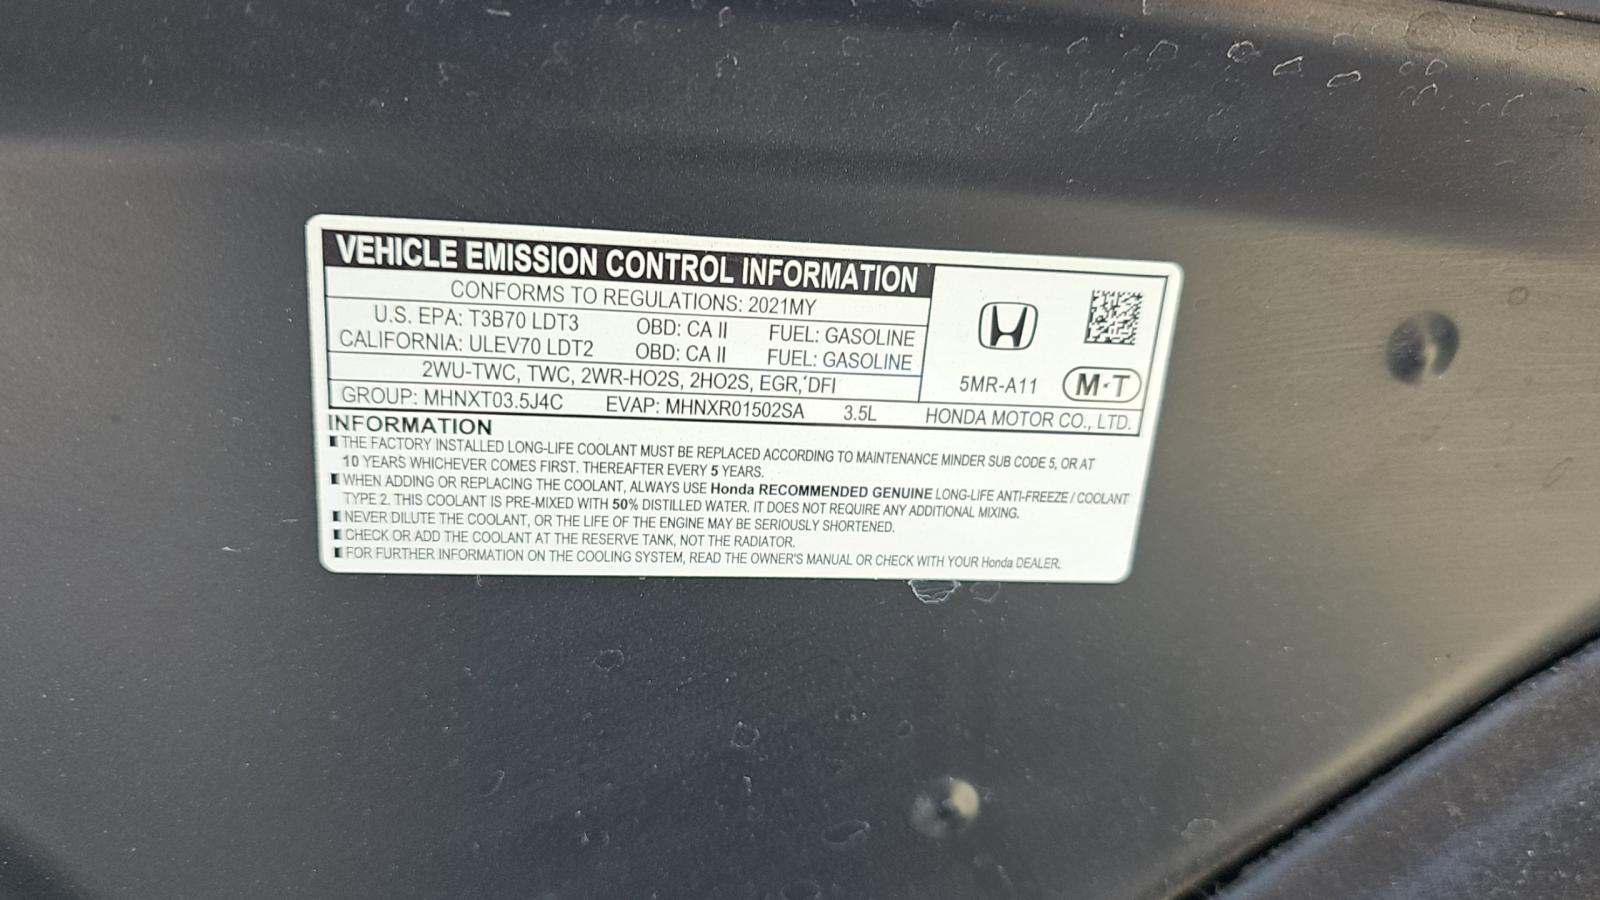 VEHICLE EMISSION CONTROL INFORMATION
CONFORMS TO REGULATIONS: 2021MY
U.S. EPA: T3B70 LDT3 OBD: CA II FUEL: GASOLINE
CALIFORNIA: ULEV70 LDT2 OBD: CA II FUEL: GASOLINE
2WU-TWC, TWC, 2WR-HO2S, 2HO2S, EGR, DFI
5MR-A11 M-T
GROUP: MHNXT03.5J4C EVAP: MHNXR01502SA 3.5L HONDA MOTOR CO., LTD.
INFORMATION
THE FACTORY INSTALLED LONG-LIFE COOLANT MUST BE REPLACED ACCORDING TO MAINTENANCE MINDER SUB CODE 5, OR AT
10 YEARS WHICHEVER COMES FIRST. THEREAFTER EVERY 5 YEARS.
WHEN ADDING OR REPLACING THE COOLANT, ALWAYS USE Honda RECOMMENDED GENUINE LONG-LIFE ANTI-FREEZE / COOLANT
TYPE 2. THIS COOLANT IS PRE-MIXED WITH 50% DISTILLED WATER. IT DOES NOT REQUIRE ANY ADDITIONAL MIXING.
NEVER DILUTE THE COOLANT, OR THE LIFE OF THE ENGINE MAY BE SERIOUSLY SHORTENED.
CHECK OR ADD THE COOLANT AT THE RESERVE TANK, NOT THE RADIATOR.
FOR FURTHER INFORMATION ON THE COOLING SYSTEM, READ THE OWNER'S MANUAL OR CHECK WITH YOUR Honda DEALER.